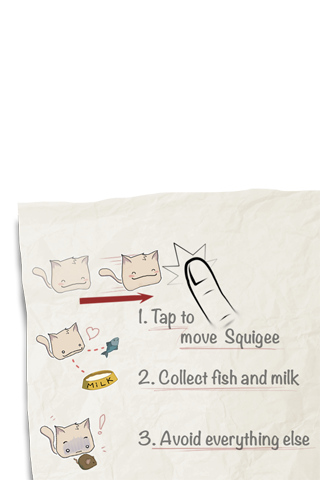 1. Tap to
move Squigee
MILK
2. Collect fish and milk
3. Avoid everything else